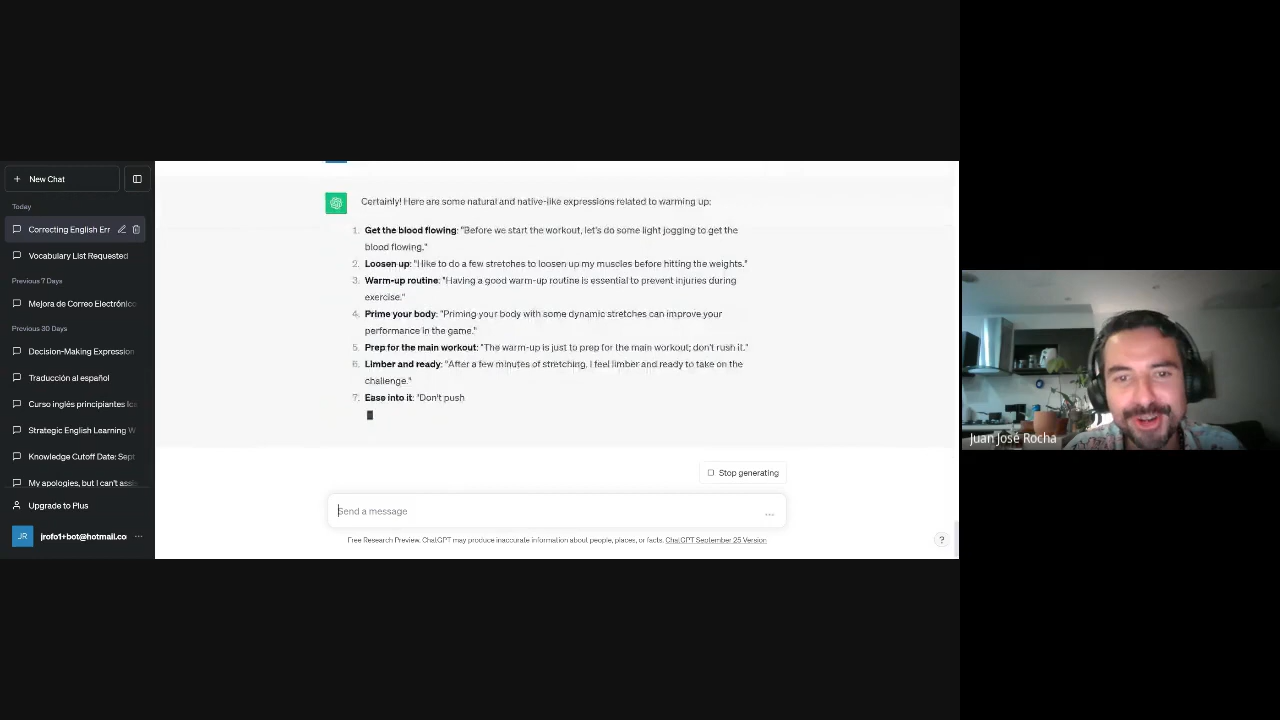 New Chat
Today
Correcting English Err
Vocabulary List Requested
Previous 7 Days
Mejora de Correo Electrónico
Previous 30 Days
Decision-Making Expression
Traducción al español
Curso inglés principiantes
Strategic English Learning W
Knowledge Cutoff Date: Sept
My apologies, but I can't assis
Upgrade to Plus
JR
jrofo1+bot@hotmail.co
Certainly! Here are some natural and native-like expressions related to warming up:
1. Get the blood flowing: "Before we start the workout, let's do some light jogging to get the
blood flowing."
2. Loosen up: "I like to do a few stretches to loosen up my muscles before hitting the weights."
3. Warm-up routine: "Having a good warm-up routine is essential to prevent injuries during
exercise."
4. Prime your body: "Priming your body with some dynamic stretches can improve your
performance in the game."
5. Prep for the main workout: "The warm-up is just to prep for the main workout; don't rush it."
6. Limber and ready: "After a few minutes of stretching, I feel limber and ready to take on the
challenge."
7. Ease into it: "Don't push
Stop generating
Send a message
Free Research Preview. ChatGPT may produce inaccurate information about people, places, or facts. ChatGPT September 25 Version
?
Juan José Rocha